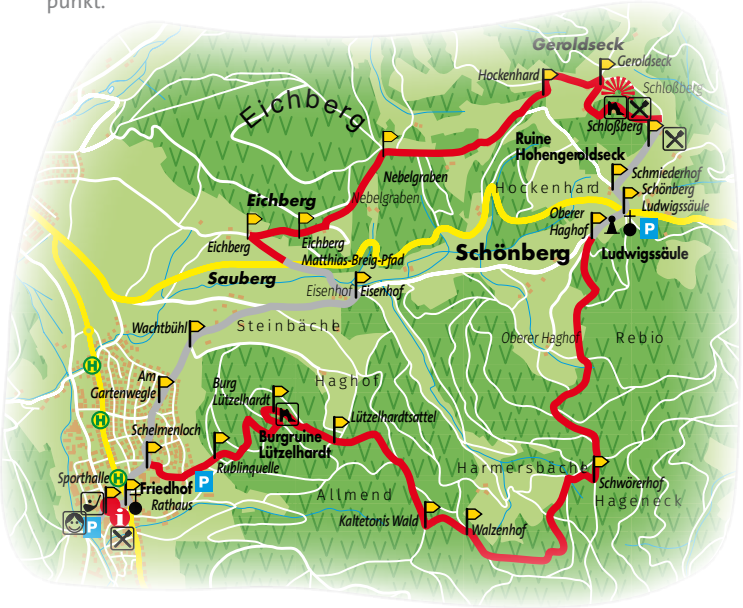 punkt.
Geroldseck
Geroldseck
Hockenhard
Schloßberg
Eichberg
Schloßberg
Ruine
Hohengeroldseck
Nebelgraben
Schmiederhof
Hockenhard
Schönberg
Ludwigssäule
Nebelgraben
Eichberg
Oberer
Haghof
P
Eichberg
Eichberg
Matthias-Breig-Pfad
Schönberg
Ludwigssäule
Sauberg
Eisenhof
Eisenhof
Wachtbühl
Steinbächle
Oberer Haghof
Rebio
H
Am
Gartenwegle
Burg
Lützelhardt
Haghof
H
Schelmenloch
Lützelhardtsattel
Burgruine
Lützelhardt
Rublinquelle
Harmersbächle
Sporthalle
H
Friedhof
P
Schwörerhof
Rathaus
Allmend
Hageneck
P
i
Kaltetonis Wald
Walzenhof